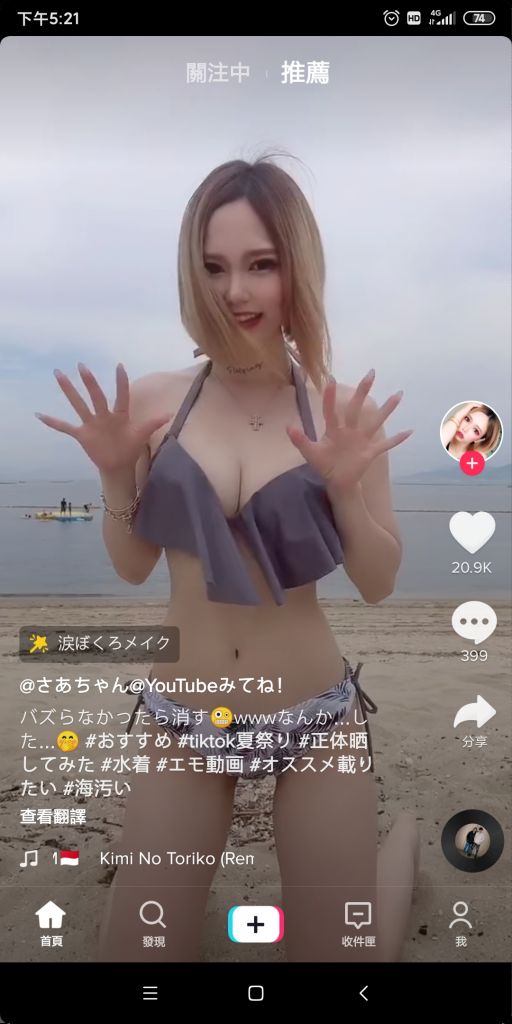 下午5:21
HD 4G 74
關注中 推薦
Sleeping
20.9K
399
分享
涙ぼくろメイク
@さあちゃん@YouTubeみてね!
バズらなかったら消す🤪wwwなんか...し
た...🤭 #おすすめ #tiktok夏祭り #正体晒
してみた #水着 #エモ動画 #オススメ載り
たい #海汚い
查看翻譯
Kimi No Toriko (Ren
首頁 發現 收件匣 我